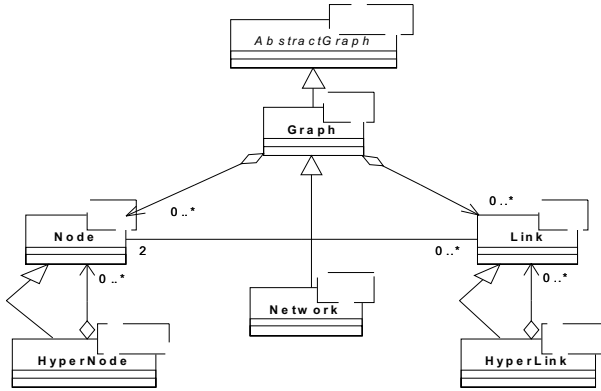 AbstractGraph
Graph
0..*
0..*
Node
2
0..*
Link
0..*
0..*
Network
HyperNode
HyperLink